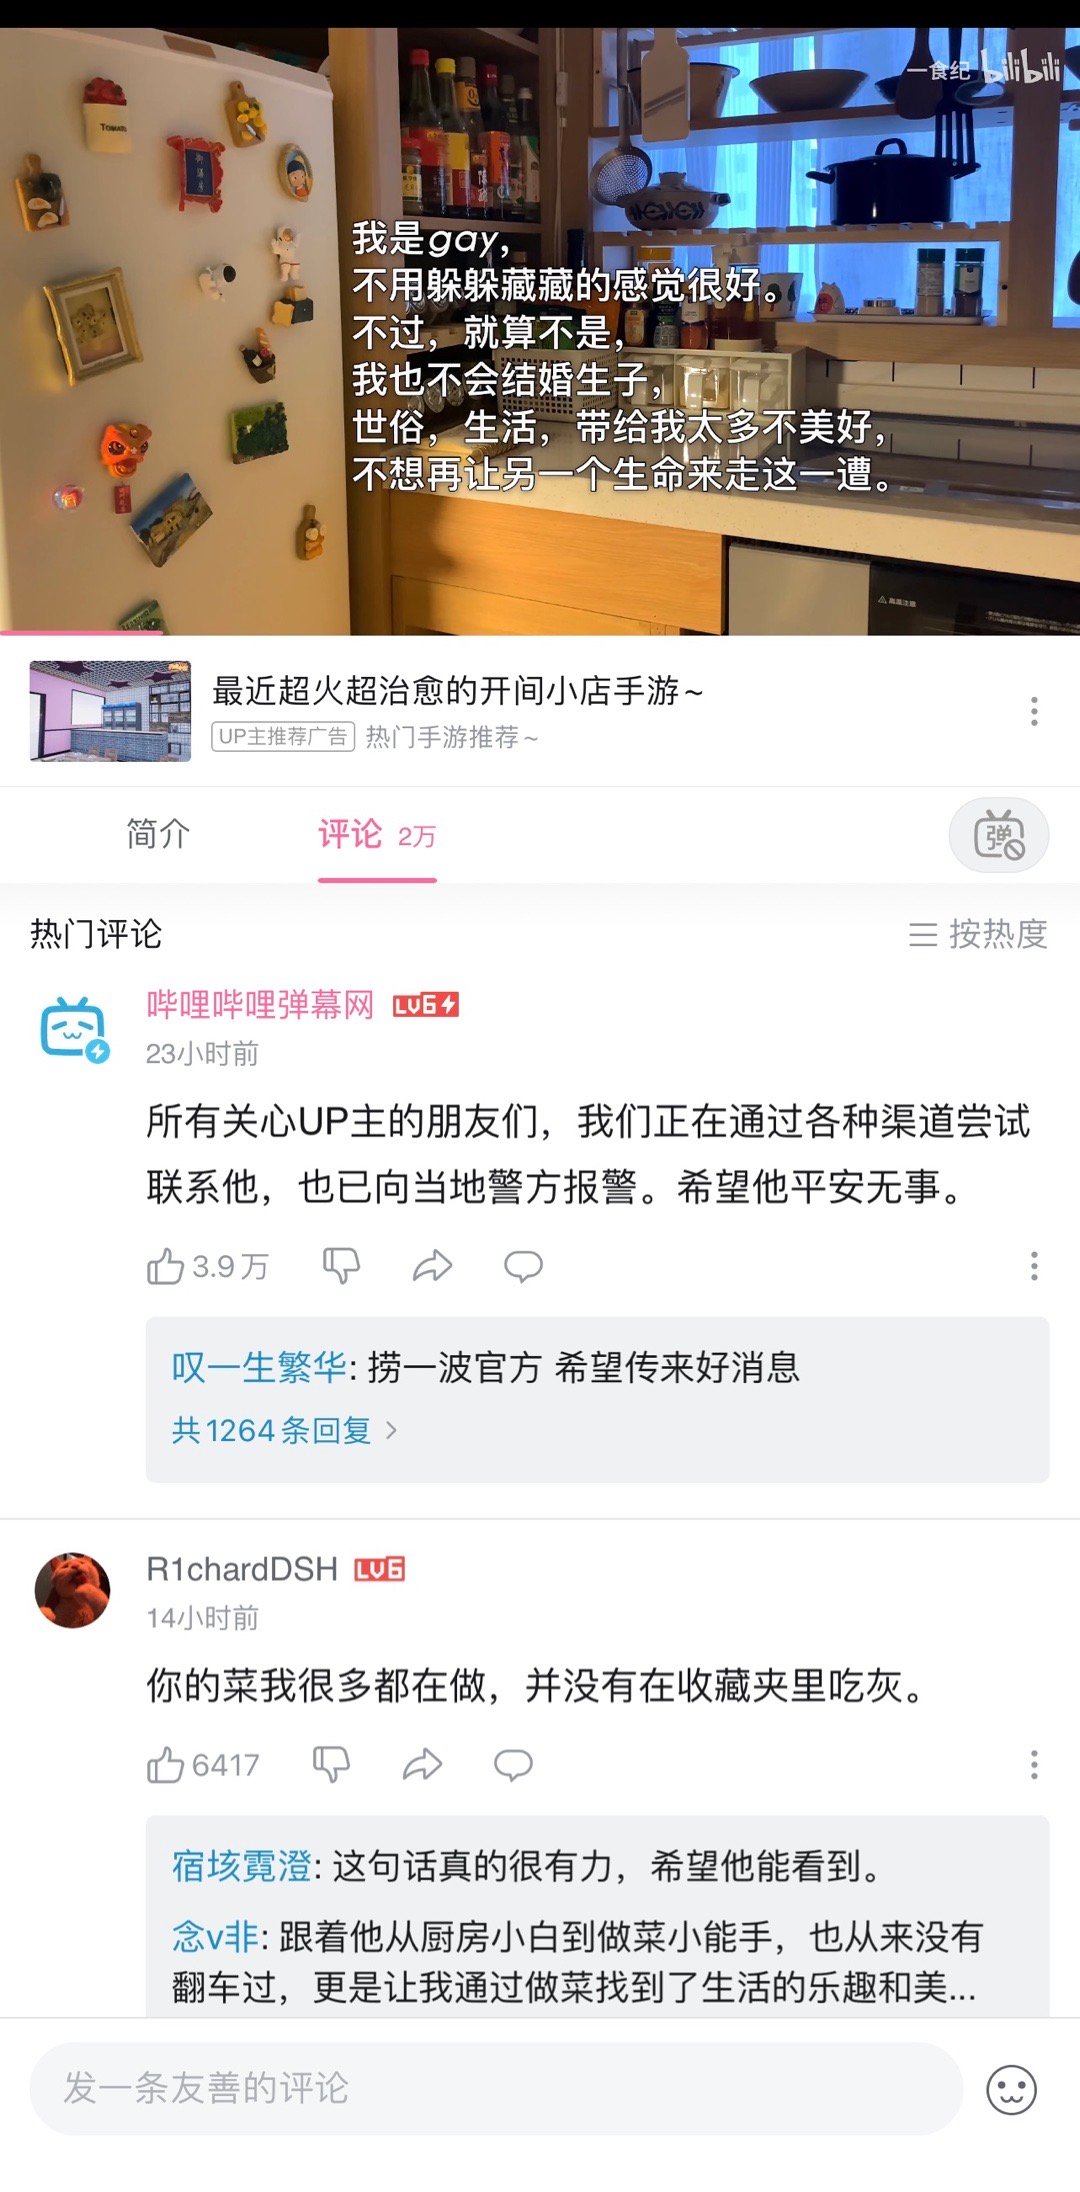 一食纪 bilibili
TOMATO
我是gay，
不用躲躲藏藏的感觉很好。
不过，就算不是，
我也不会结婚生子，
世俗，生活，带给我太多不美好，
不想再让另一个生命来走这一遭。
高温注意
最近超火超治愈的开间小店手游~
UP主推荐广告 热门手游推荐~
简介 评论 2万 弹
热门评论 按热度
哔哩哔哩弹幕网 LV6
23小时前
所有关心UP主的朋友们，我们正在通过各种渠道尝试
联系他，也已向当地警方报警。希望他平安无事。
3.9万
叹一生繁华: 捞一波官方 希望传来好消息
共1264条回复 >
R1chardDSH LV6
14小时前
你的菜我很多都在做，并没有在收藏夹里吃灰。
6417
宿垓霓澄: 这句话真的很有力，希望他能看到。
念v非: 跟着他从厨房小白到做菜小能手，也从来没有
翻车过，更是让我通过做菜找到了生活的乐趣和美...
发一条友善的评论